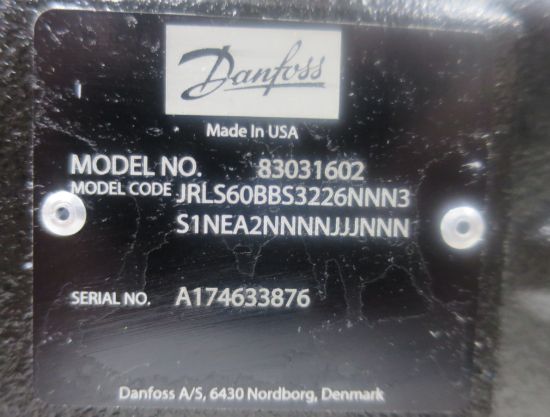 Danfoss
Made In USA
MODEL NO. 83031602
MODEL CODE JRLS60BBS3226NNN3
S1NEA2NNNNJJJNNN
SERIAL NO. A174633876
Danfoss A/S, 6430 Nordborg, Denmark